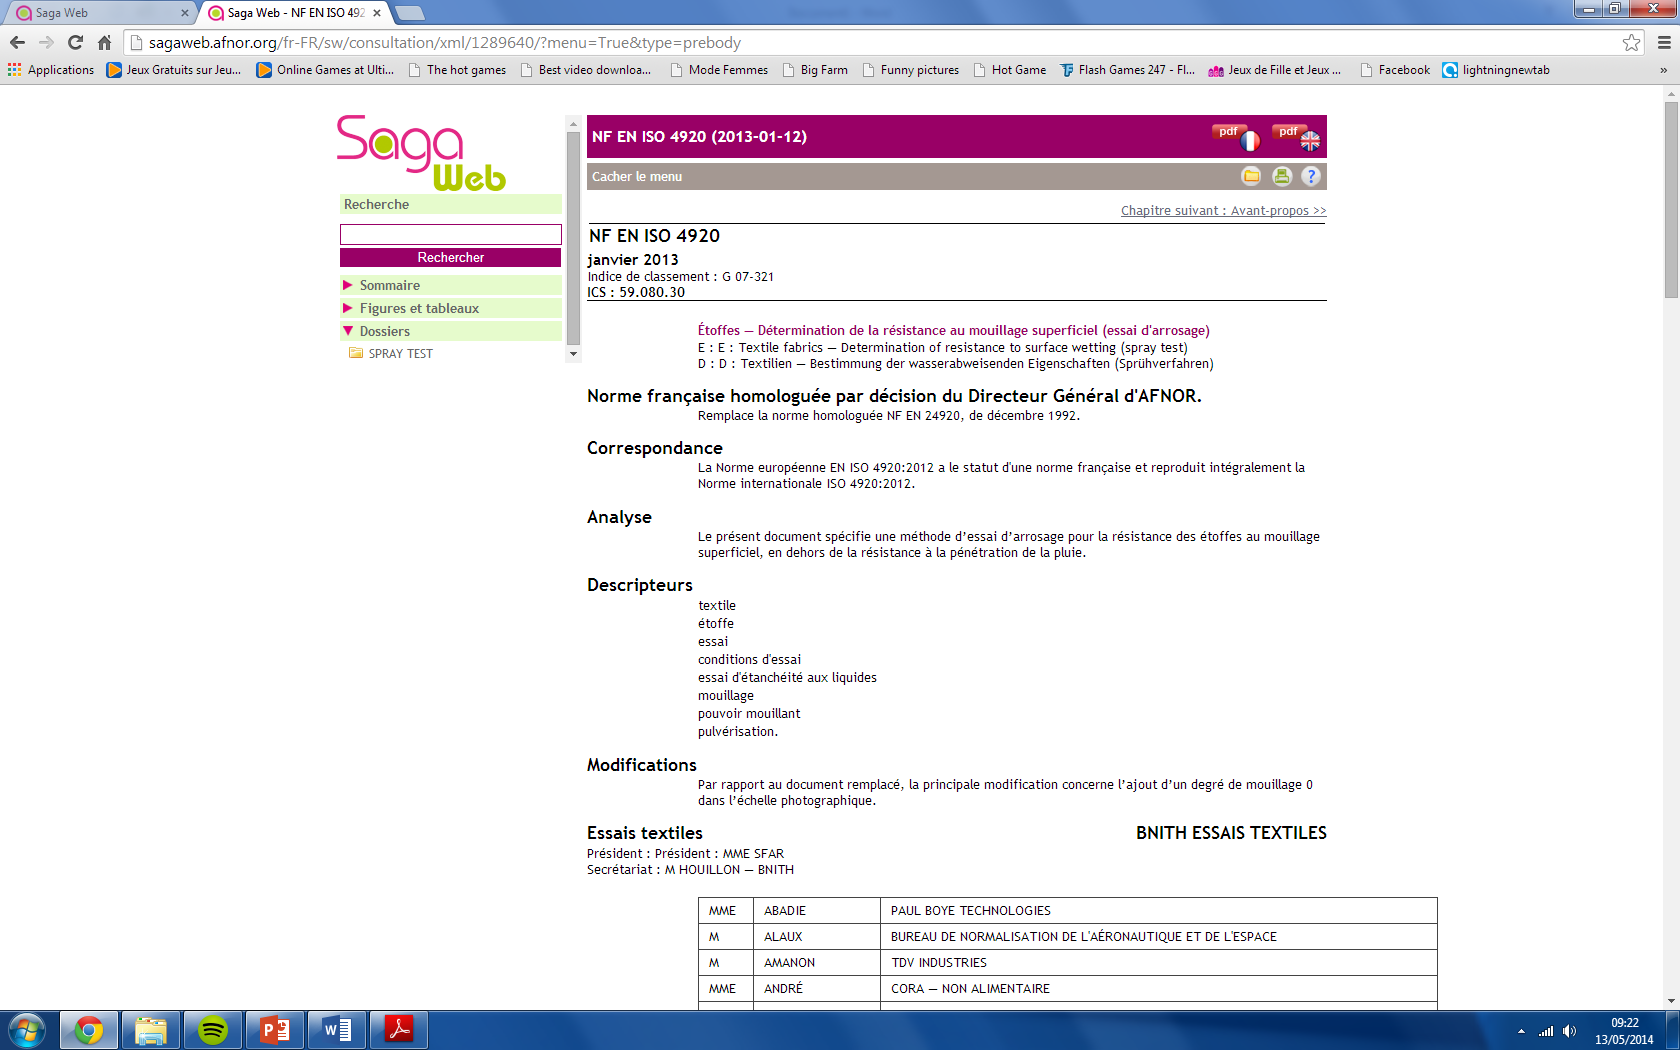 Saga Web
Saga Web - NF EN ISO 492
sagaweb.afnor.org/fr-FR/sw/consultation/xml/1289640/?menu=True&type=prebody
Applications
Jeux Gratuits sur Jeu...
Online Games at Ulti...
The hot games
Best video downloa...
Mode Femmes
Big Farm
Funny pictures
Hot Game
Flash Games 247 - Fl...
Jeux de Fille et Jeux ...
Facebook
lightningnewtab
»
Saga
Web
Recherche
Rechercher
Sommaire
Figures et tableaux
Dossiers
SPRAY TEST
NF EN ISO 4920 (2013-01-12)
pdf
pdf
Cacher le menu
?
Chapitre suivant : Avant-propos >>
NF EN ISO 4920
janvier 2013
Indice de classement : G 07-321
ICS : 59.080.30
Étoffes — Détermination de la résistance au mouillage superficiel (essai d'arrosage)
E : E : Textile fabrics — Determination of resistance to surface wetting (spray test)
D : D : Textilien — Bestimmung der wasserabweisenden Eigenschaften (Sprühverfahren)
Norme française homologuée par décision du Directeur Général d'AFNOR.
Remplace la norme homologuée NF EN 24920, de décembre 1992.
Correspondance
La Norme européenne EN ISO 4920:2012 a le statut d'une norme française et reproduit intégralement la
Norme internationale ISO 4920:2012.
Analyse
Le présent document spécifie une méthode d’essai d’arrosage pour la résistance des étoffes au mouillage
superficiel, en dehors de la résistance à la pénétration de la pluie.
Descripteurs
textile
étoffe
essai
conditions d'essai
essai d'étanchéité aux liquides
mouillage
pouvoir mouillant
pulvérisation.
Modifications
Par rapport au document remplacé, la principale modification concerne l’ajout d’un degré de mouillage 0
dans l’échelle photographique.
Essais textiles BNITH ESSAIS TEXTILES
Président : Président : MME SFAR
Secrétariat : M HOUILLON — BNITH
MME ABADIE PAUL BOYE TECHNOLOGIES
M ALAUX BUREAU DE NORMALISATION DE L'AÉRONAUTIQUE ET DE L'ESPACE
M AMANON TDV INDUSTRIES
MME ANDRÉ CORA — NON ALIMENTAIRE
09:22
13/05/2014